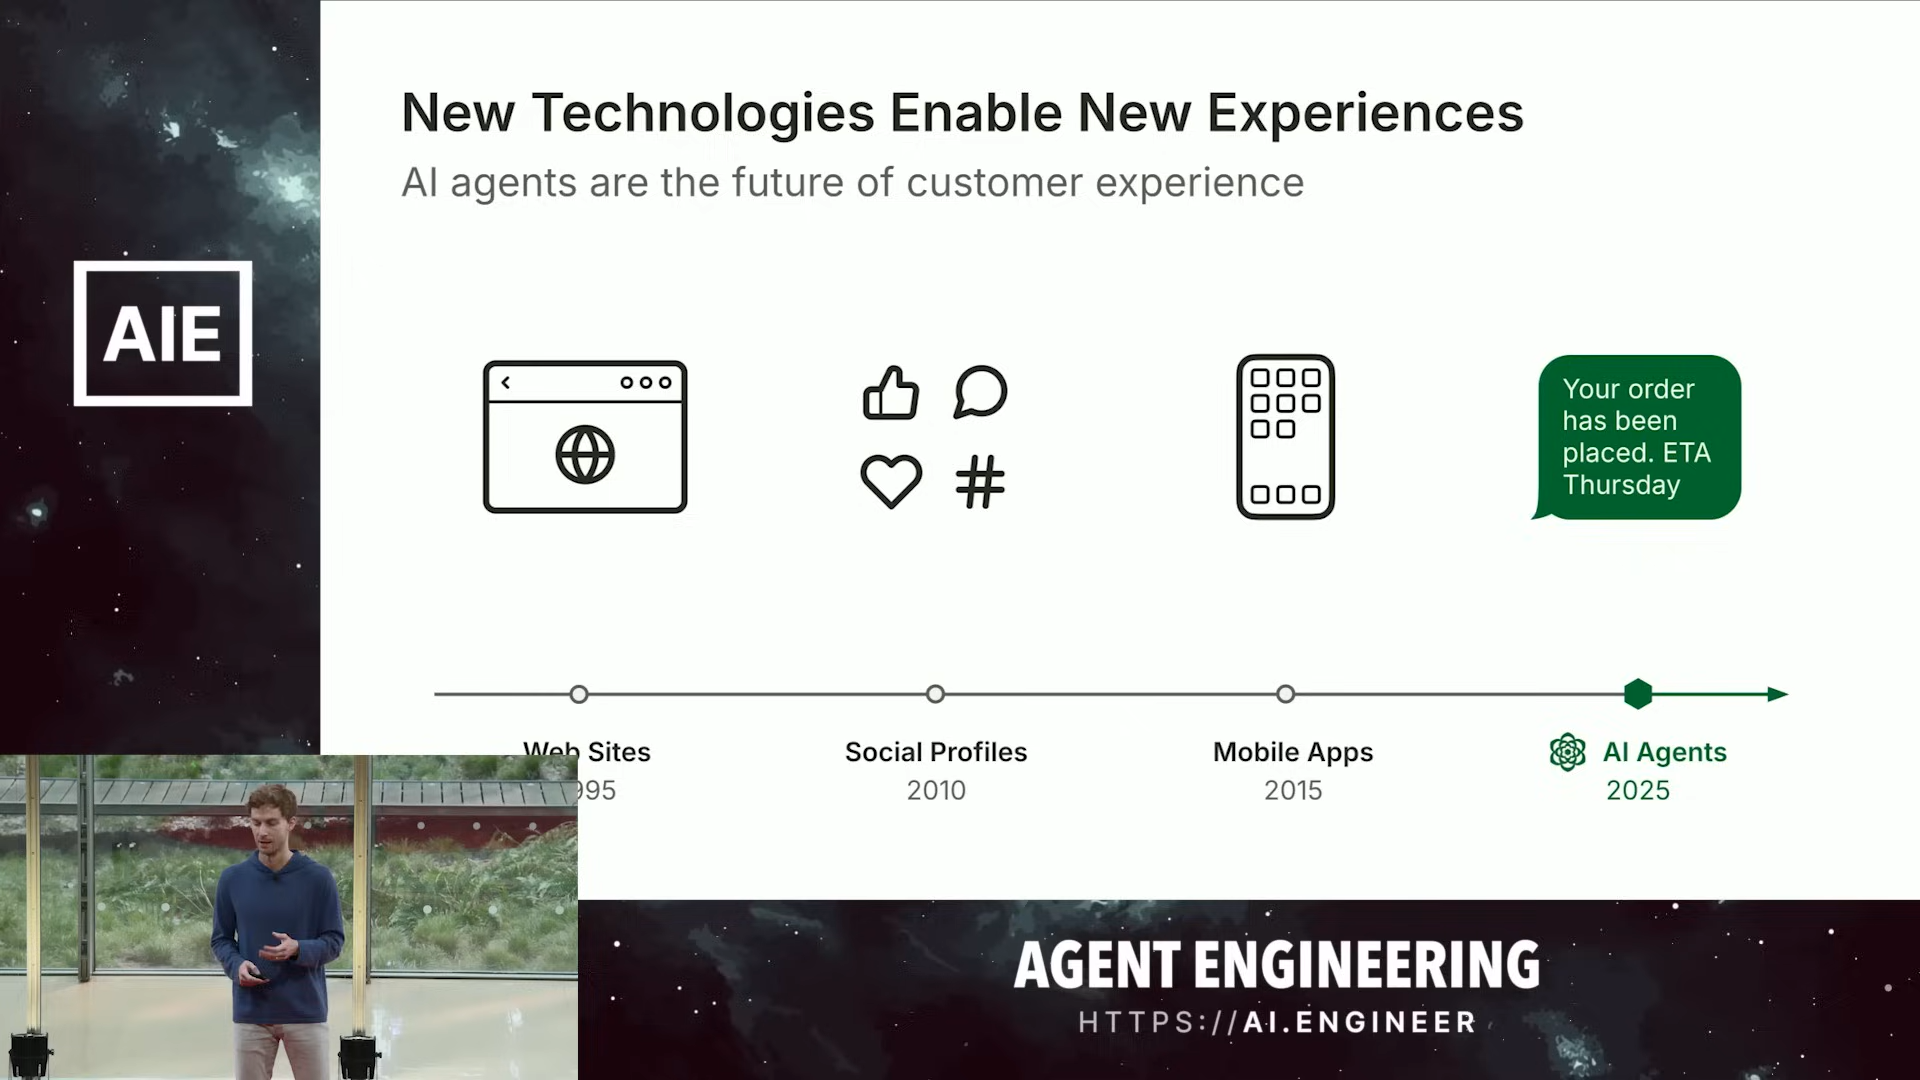 New Technologies Enable New Experiences
AI agents are the future of customer experience
AIE
Your order
has been
placed. ETA
Thursday
Web Sites
995
Social Profiles
2010
Mobile Apps
2015
AI Agents
2025
AGENT ENGINEERING
HTTPS://AI.ENGINEER